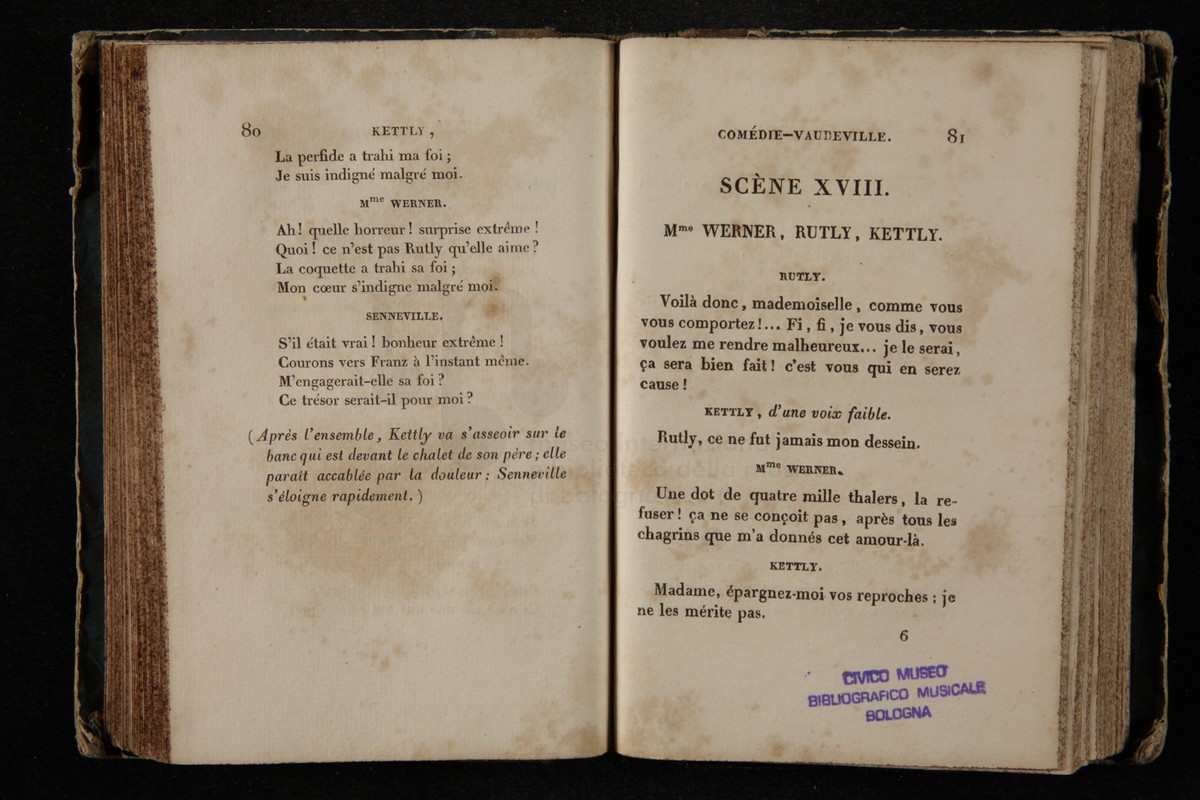 80
KETTLY,
La perfide a trahi ma foi ;
Je suis indigné malgré moi.
Mme WERNER.
Ah ! quelle horreur ! surprise extrême !
Quoi ! ce n'est pas Rutly qu'elle aime ?
La coquette a trahi sa foi ;
Mon cœur s'indigne malgré moi.
SENNEVILLE.
S'il était vrai ! bonheur extrême !
Courons vers Franz à l'instant même.
M'engagerait-elle sa foi ?
Ce trésor serait-il pour moi ?
(Après l'ensemble, Kettly va s'asseoir sur le
banc qui est devant le chalet de son père ; elle
paraît accablée par la douleur ; Senneville
s'éloigne rapidement. )
COMÉDIE-VAUDEVILLE. 81
SCÈNE XVIII.
Mme WERNER, RUTLY, KETTLY.
RUTLY.
Voilà donc, mademoiselle, comme vous
vous comportez !... Fi, fi, je vous dis, vous
voulez me rendre malheureux... je le serai,
ça sera bien fait ! c'est vous qui en serez
cause !
KETTLY, d'une voix faible.
Rutly, ce ne fut jamais mon dessein.
Mme WERNER.
Une dot de quatre mille thalers, la re-
fuser ! ça ne se conçoit pas, après tous les
chagrins que m'a donnés cet amour-là.
KETTLY.
Madame, épargnez-moi vos reproches ; je
ne les mérite pas.
6
CIVICO MUSEO
BIBLIOGRAFICO MUSICALE
BOLOGNA